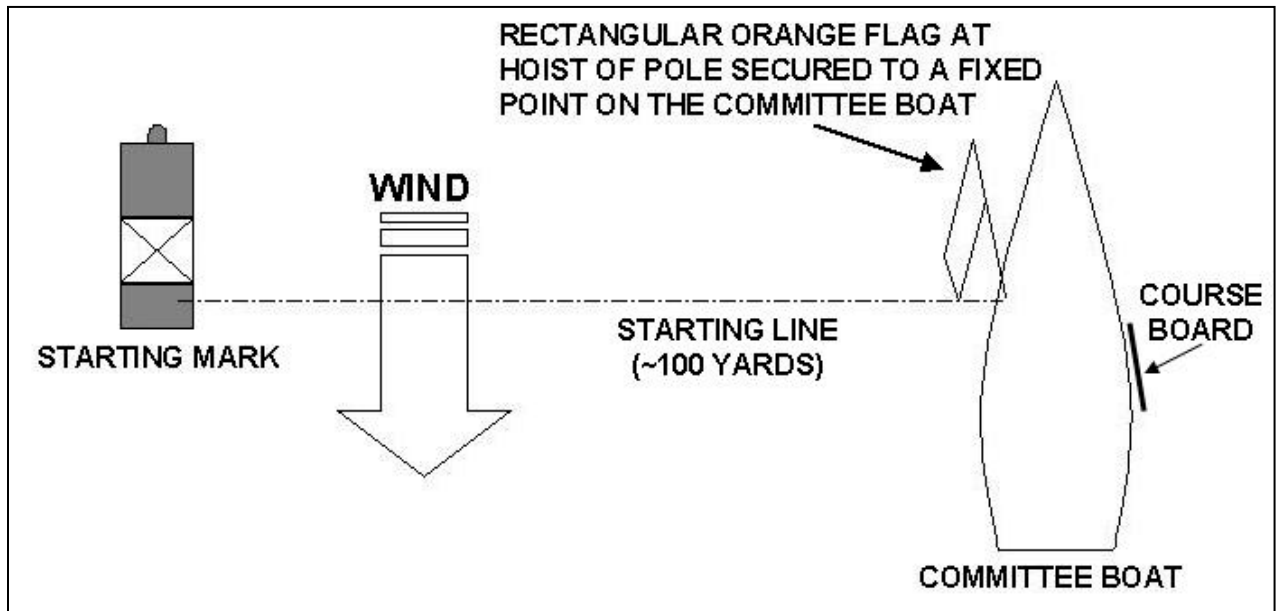 RECTANGULAR ORANGE FLAG AT
HOIST OF POLE SECURED TO A FIXED
POINT ON THE COMMITTEE BOAT
WIND
STARTING MARK
STARTING LINE
(~100 YARDS)
COURSE
BOARD
COMMITTEE BOAT